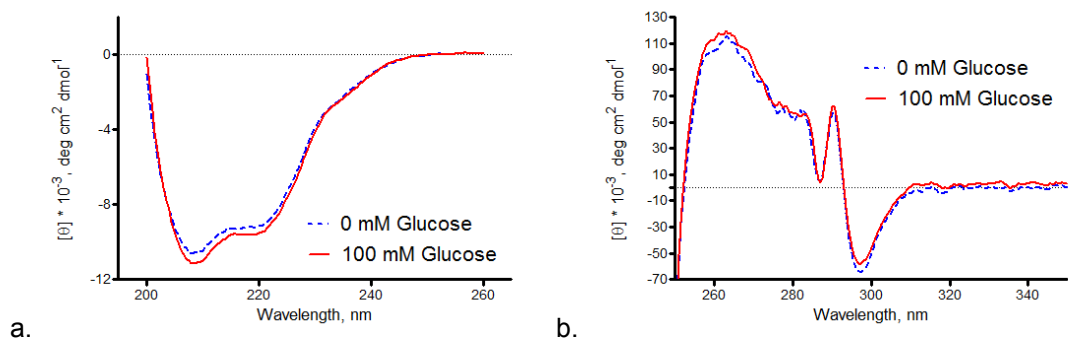 0
-4
-8
-12
200
220
240
260
[θ] * 10⁻³, deg cm² dmol⁻¹
Wavelength, nm
0 mM Glucose
100 mM Glucose
a.
130
110
90
70
50
30
10
-10
-30
-50
-70
260
280
300
320
340
[θ] * 10⁻³, deg cm² dmol⁻¹
Wavelength, nm
0 mM Glucose
100 mM Glucose
b.